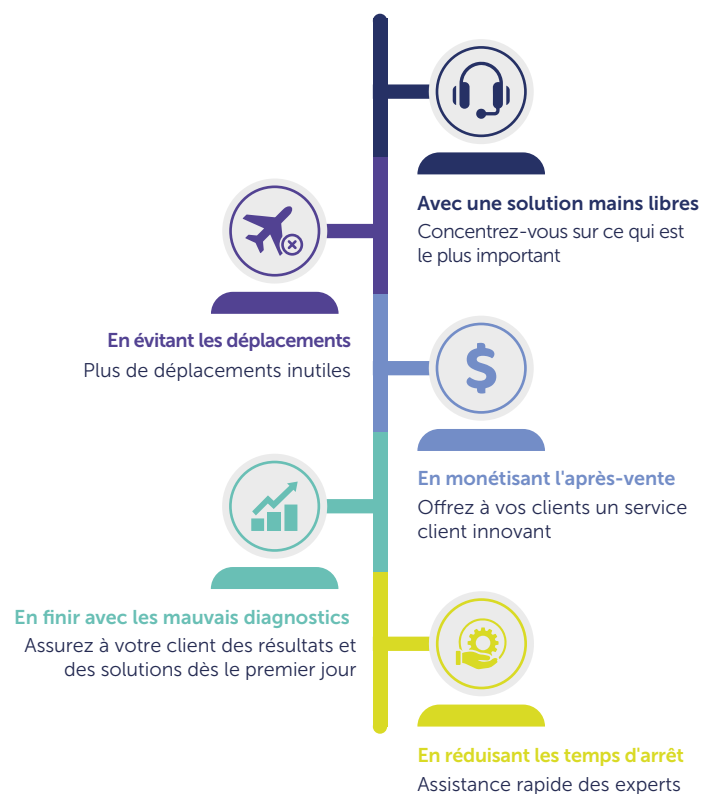 Avec une solution mains libres
Concentrez-vous sur ce qui est
le plus important
En évitant les déplacements
Plus de déplacements inutiles
$
En monétisant l'après-vente
Offrez à vos clients un service
client innovant
En finir avec les mauvais diagnostics
Assurez à votre client des résultats et
des solutions dès le premier jour
En réduisant les temps d'arrêt
Assistance rapide des experts